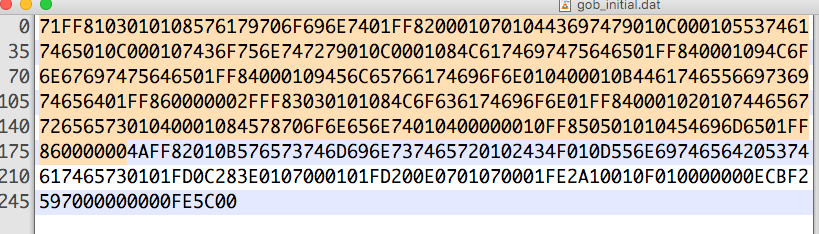 gob_initial.dat
0 71FF8103010108576179706F696E7401FF82000107010443697479010C000105537461
35 7465010C000107436F756E747279010C0001084C6174697475646501FF840001094C6F
70 6E67697475646501FF84000109456C65766174696F6E010400010B4461746556697369
105 74656401FF860000002FFF83030101084C6F636174696F6E01FF840001020107446567
140 7265657301040001084578706F6E656E74010400000010FF850501010454696D6501FF
175 860000004AFF82010B576573746D696E737465720102434F010D556E69746564205374
210 617465730101FD0C283E0107000101FD200E0701070001FE2A10010F010000000ECBF2
245 597000000000FE5C00